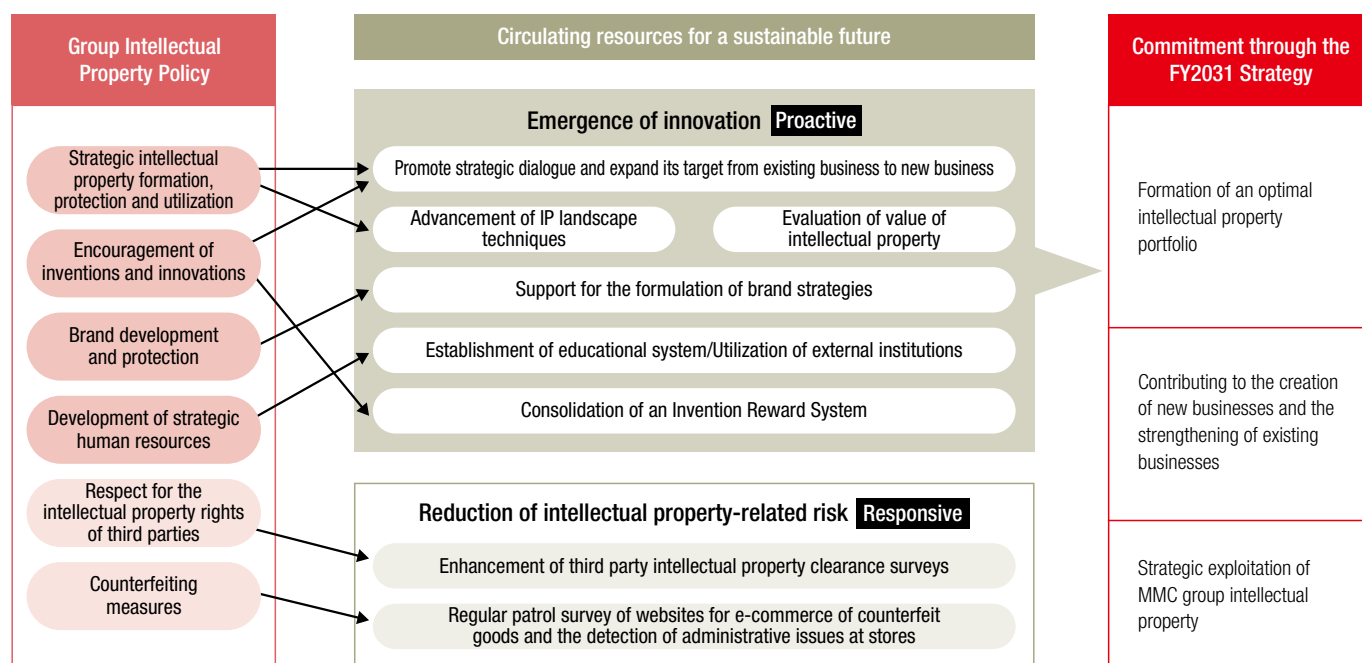 Group Intellectual
Property Policy
Strategic intellectual
property formation,
protection and utilization
Encouragement of
inventions and innovations
Brand development
and protection
Development of strategic
human resources
Respect for the
intellectual property rights
of third parties
Counterfeiting
measures
Circulating resources for a sustainable future
Emergence of innovation Proactive
Promote strategic dialogue and expand its target from existing business to new business
Advancement of IP landscape
techniques
Evaluation of value of
intellectual property
Support for the formulation of brand strategies
Establishment of educational system/Utilization of external institutions
Consolidation of an Invention Reward System
Reduction of intellectual property-related risk Responsive
Enhancement of third party intellectual property clearance surveys
Regular patrol survey of websites for e-commerce of counterfeit
goods and the detection of administrative issues at stores
Commitment through the
FY2031 Strategy
Formation of an optimal
intellectual property
portfolio
Contributing to the creation
of new businesses and the
strengthening of existing
businesses
Strategic exploitation of
MMC group intellectual
property